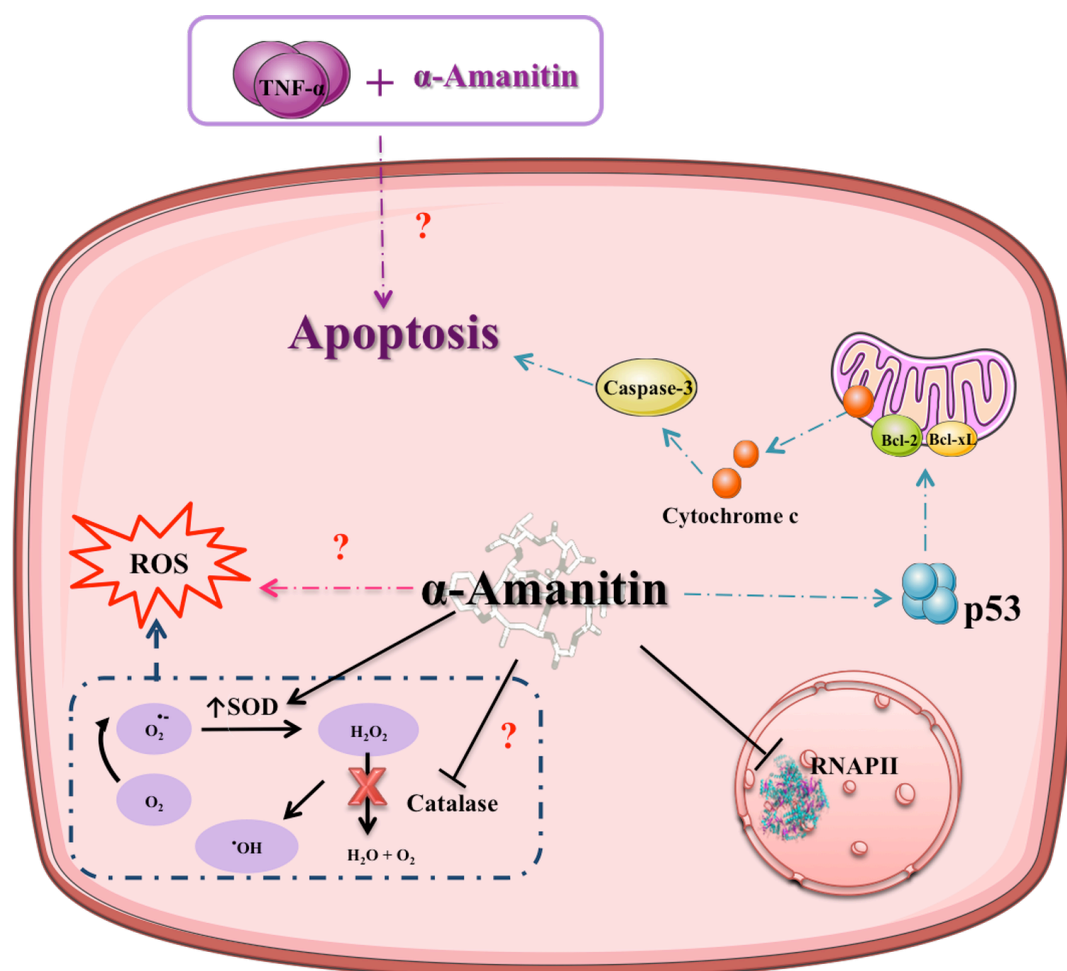 TNF-α + α-Amanitin
?
Apoptosis
Caspase-3
Bcl-2 Bcl-xL
Cytochrome c
ROS
?
α-Amanitin
p53
↑SOD
O₂•-
H₂O₂
?
RNAPII
O₂
Catalase
•OH
H₂O + O₂